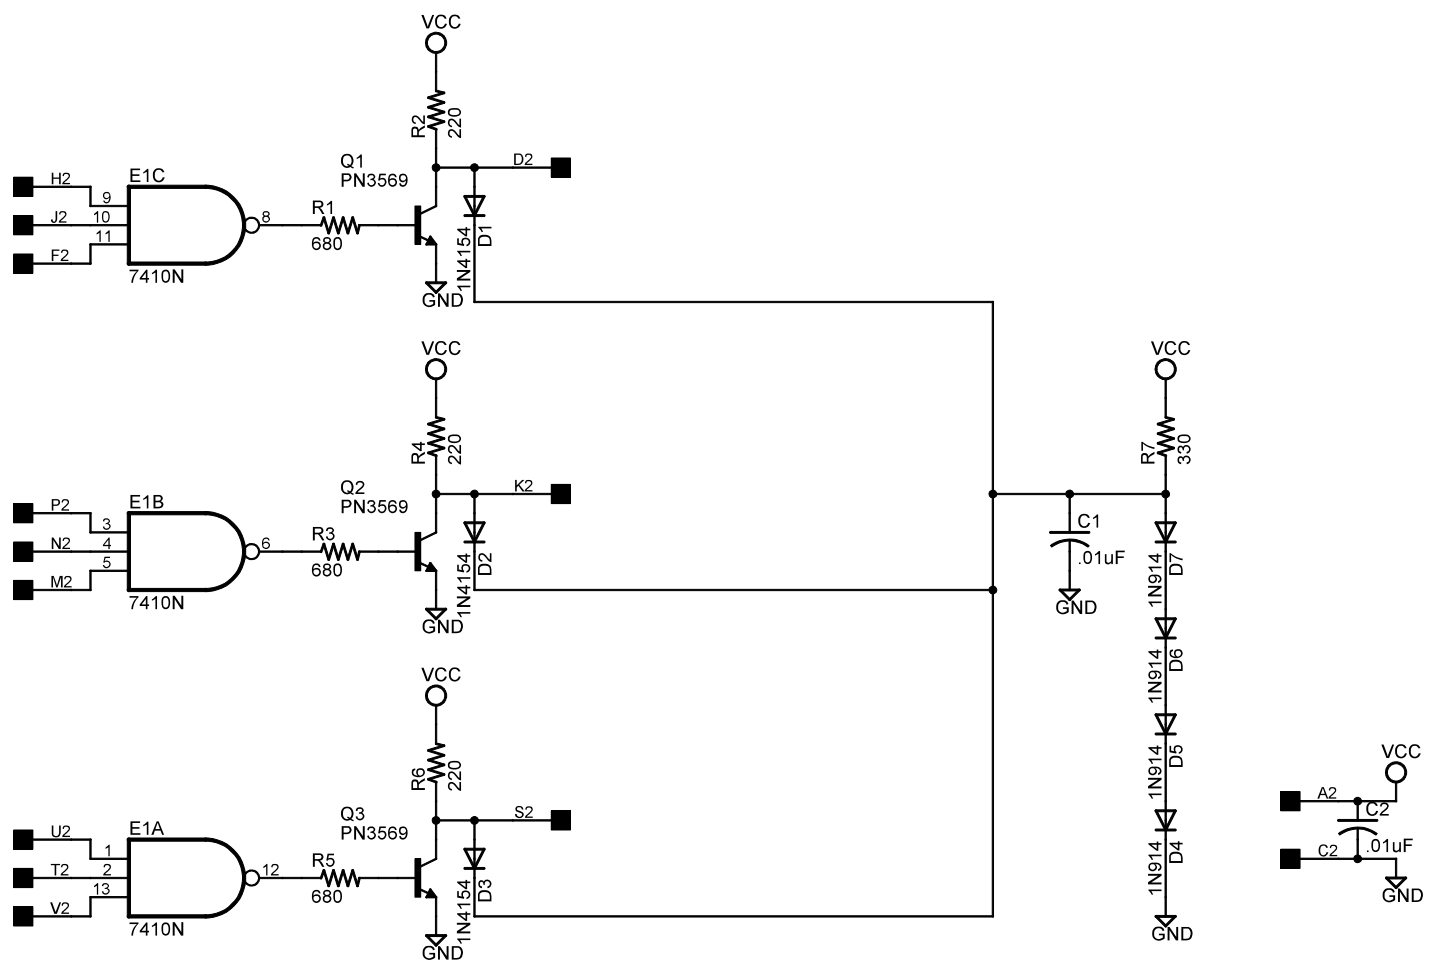 VCC
R2
220
D2
Q1
PN3569
E1C
H2
9
J2
10
11
F2
8
R1
680
7410N
1N4154
D1
GND
VCC
VCC
R4
220
R7
330
K2
Q2
PN3569
E1B
P2
3
N2
4
5
M2
6
R3
680
7410N
1N4154
D2
GND
C1
.01uF
GND
1N914
D7
1N914
D6
VCC
R6
220
1N914
D5
S2
Q3
PN3569
E1A
U2
1
T2
2
13
V2
12
R5
680
7410N
1N4154
D3
GND
1N914
D4
GND
VCC
A2
C2
.01uF
C2
GND